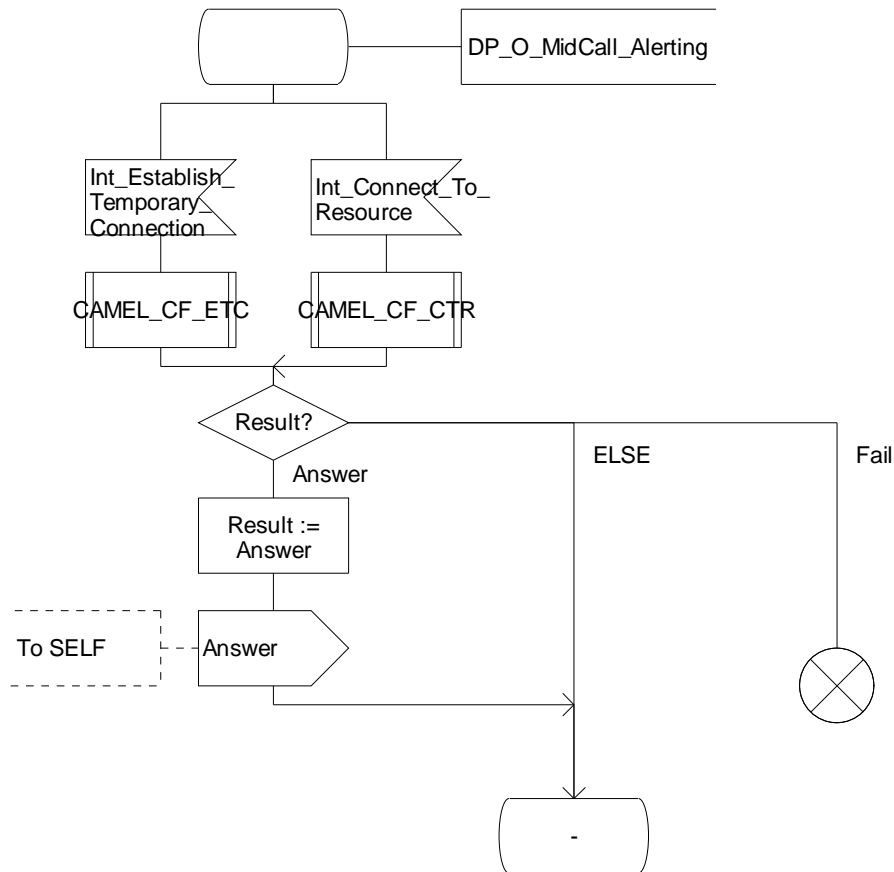 DP_O_MidCall_Alerting
Int_Establish_
Temporary_
Connection
Int_Connect_To_
Resource
CAMEL_CF_ETC
CAMEL_CF_CTR
Result?
ELSE
Fail
Answer
Result :=
Answer
To SELF
Answer
-